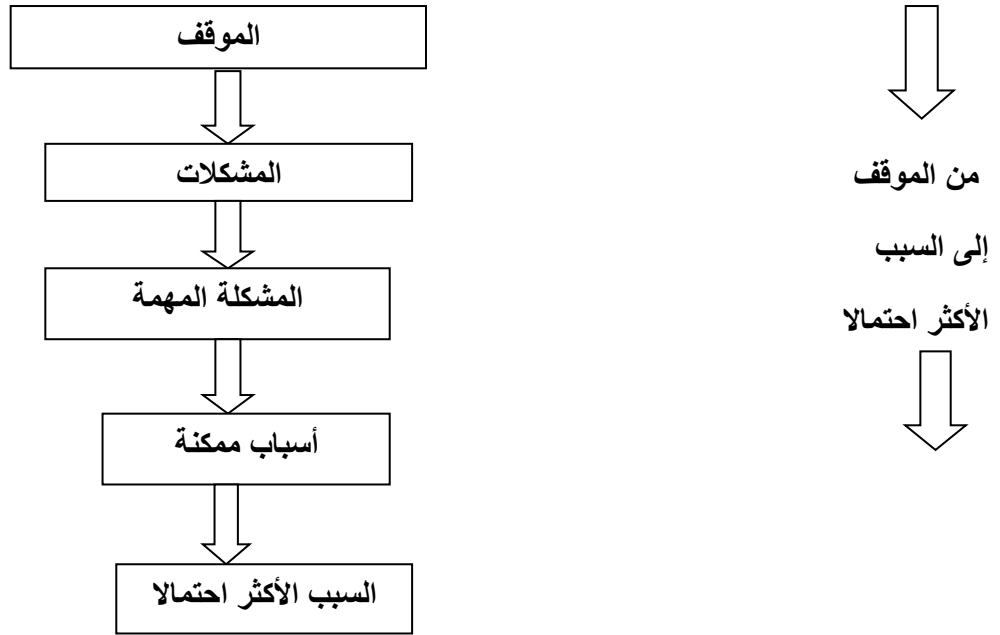 الموقف
المشكلات
المشكلة المهمة
أسباب ممكنة
السبب الأكثر احتمالا
من الموقف
إلى السبب
الأكثر احتمالا